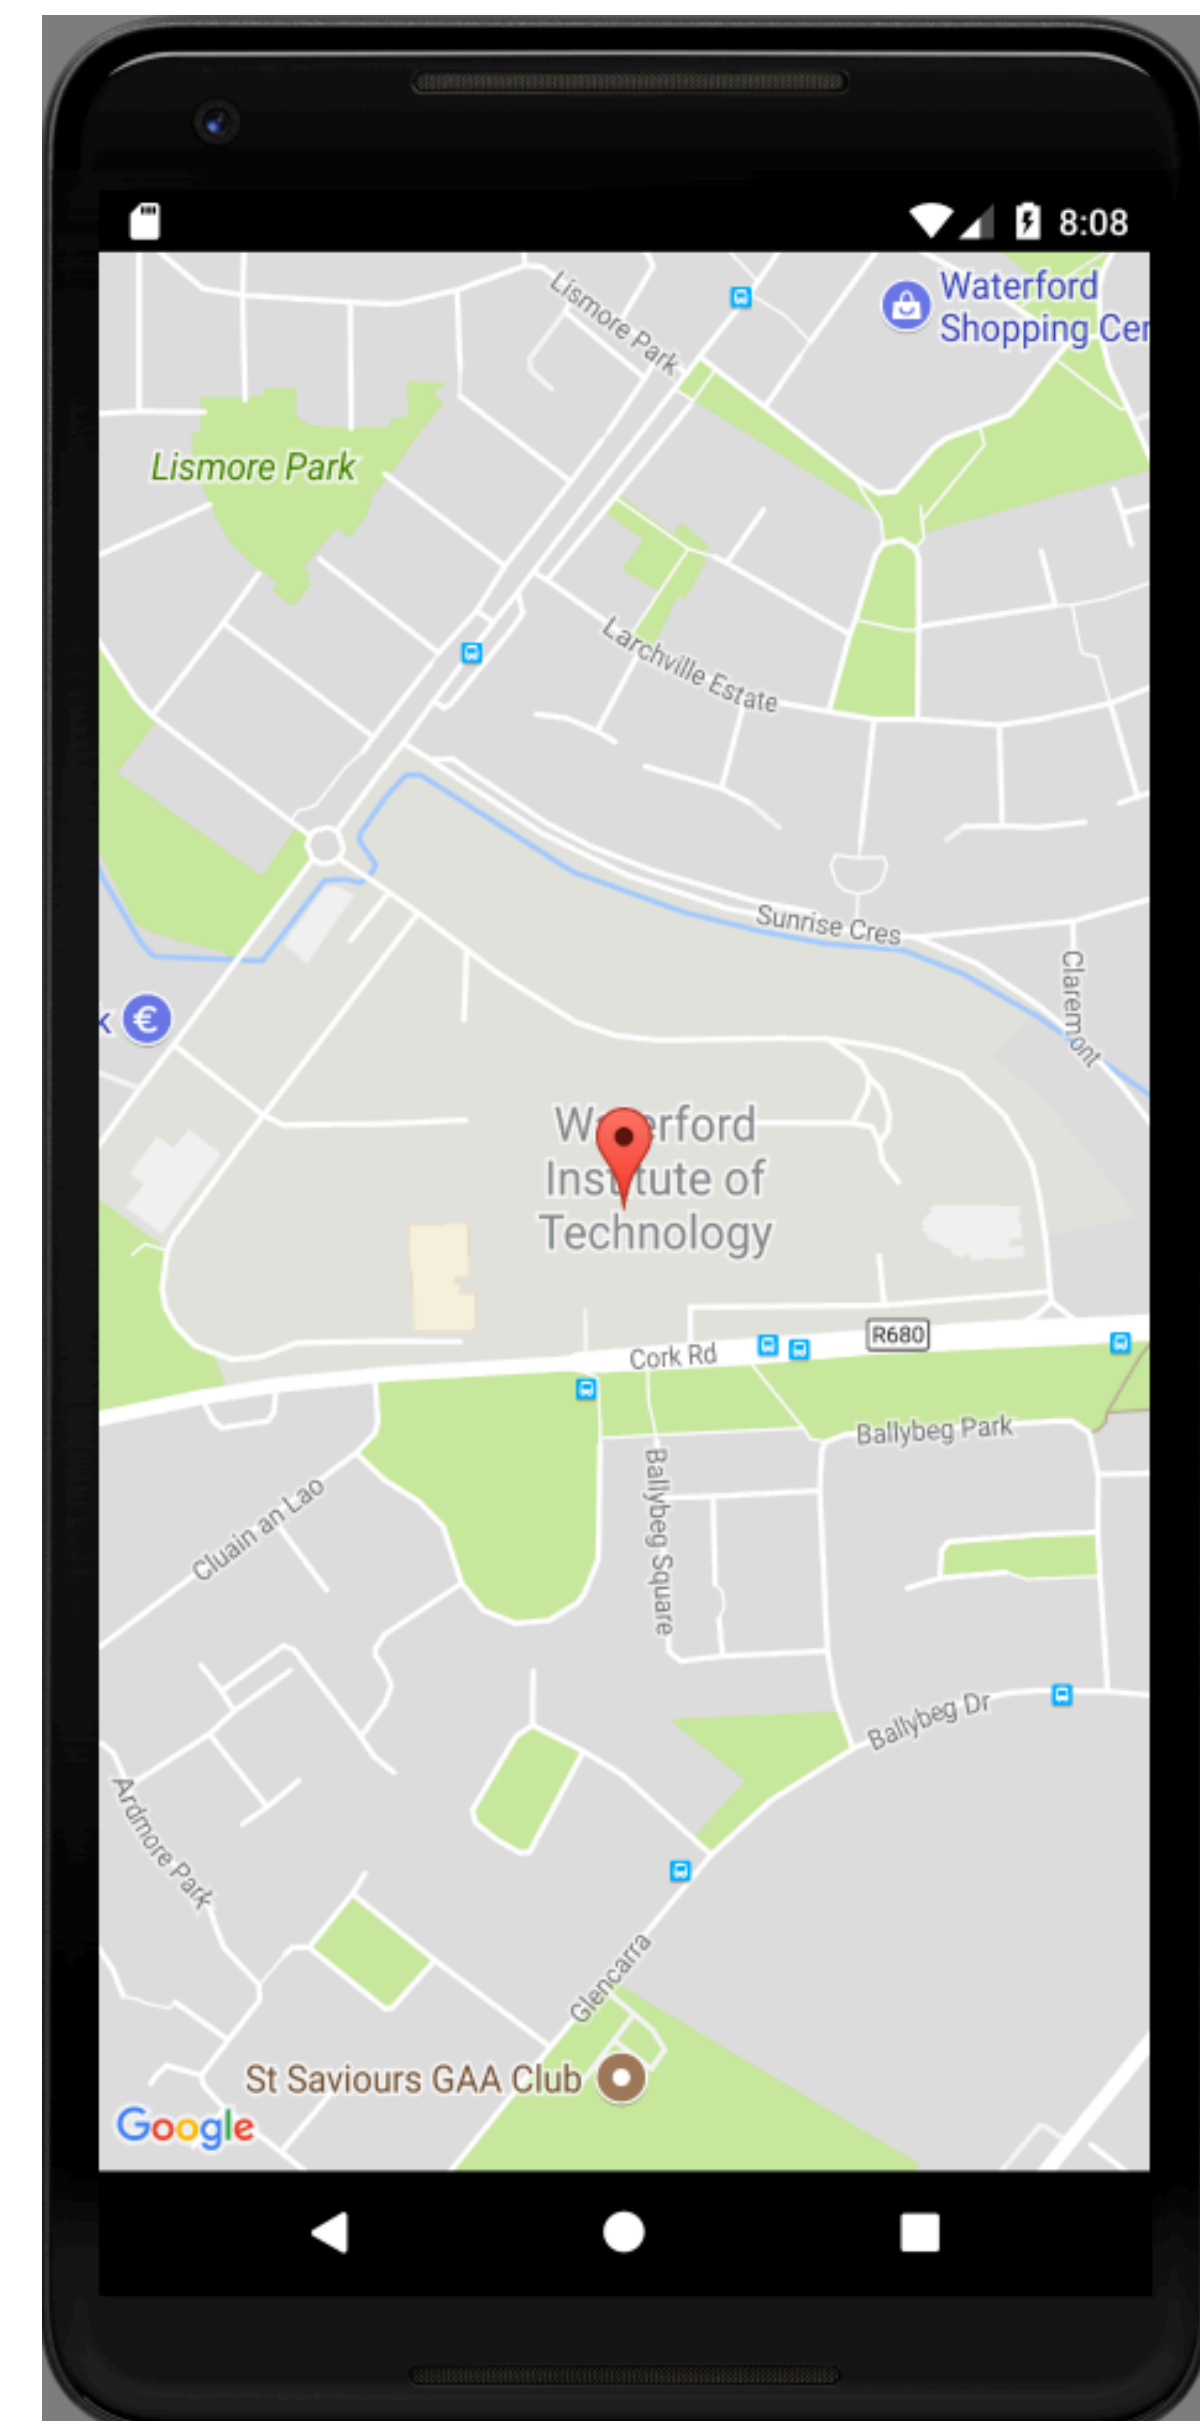 8:08
Lismore Park
Waterford
Shopping Cer
Lismore Park
Larchville Estate
Sunrise Cres
Claremont
k
€
Waterford
Institute of
Technology
R680
Cork Rd
Ballybeg Park
Ballybeg Square
Cluain an Lao
Ballybeg Dr
Ardmore Park
Glencarra
St Saviours GAA Club
Google